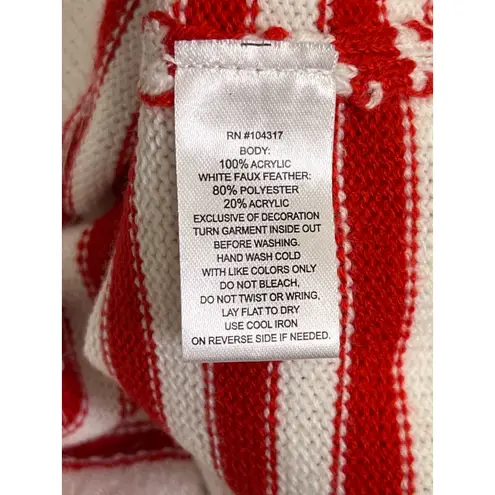 RN #104317
BODY:
100% ACRYLIC
WHITE FAUX FEATHER:
80% POLYESTER
20% ACRYLIC
EXCLUSIVE OF DECORATION
TURN GARMENT INSIDE OUT
BEFORE WASHING.
HAND WASH COLD
WITH LIKE COLORS ONLY
DO NOT BLEACH,
DO NOT TWIST OR WRING,
LAY FLAT TO DRY
USE COOL IRON
ON REVERSE SIDE IF NEEDED.